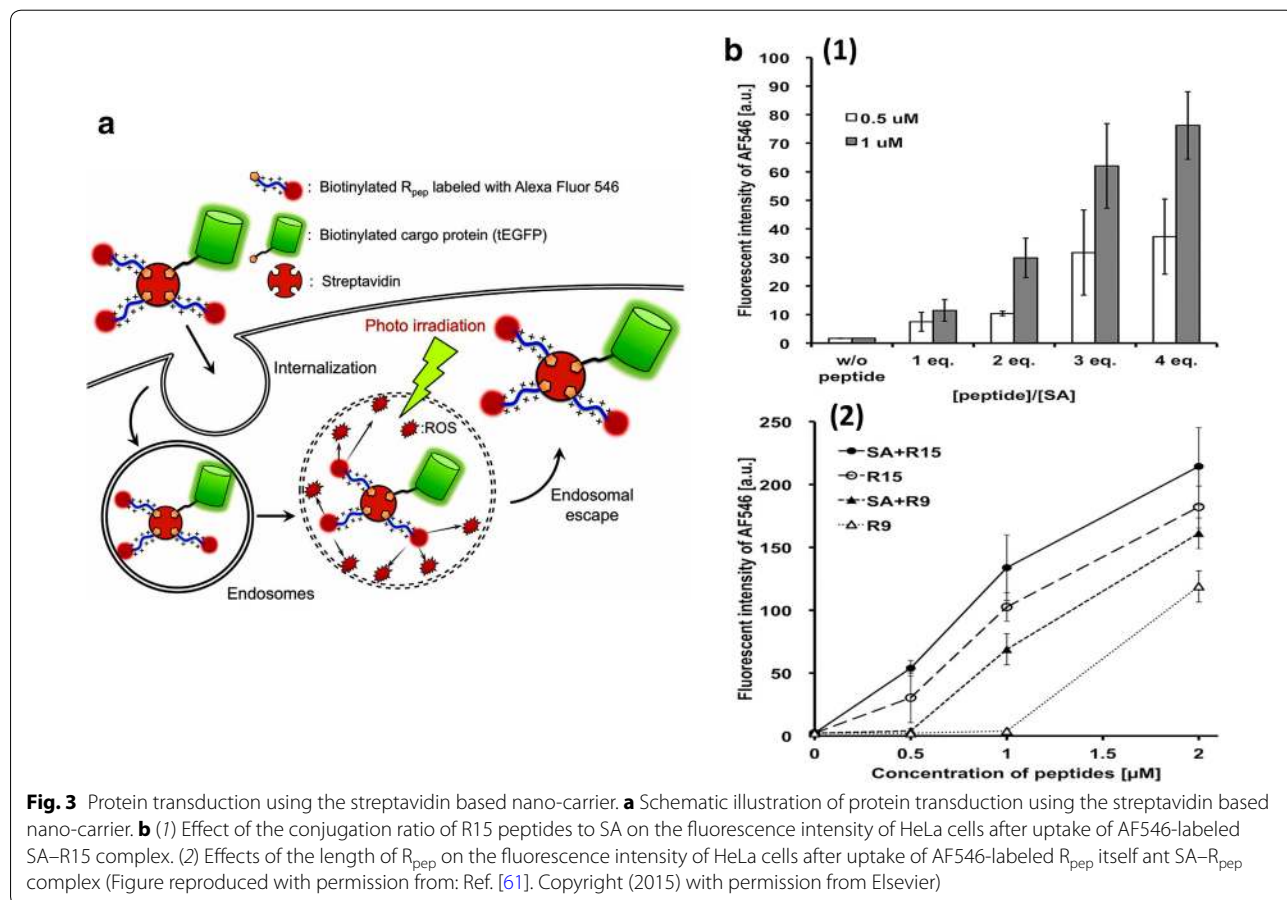 a
: Biotinylated Rpep labeled with Alexa Fluor 546
: Biotinylated cargo protein (tEGFP)
: Streptavidin
Photo irradiation
Internalization
:ROS
Endosomal
escape
Endosomes
b (1)
Fluorescent intensity of AF546 [a.u.]
100
90
80
70
60
50
40
30
20
10
0
0.5 uM
1 uM
w/o
peptide
1 eq.
2 eq.
3 eq.
4 eq.
[peptide]/[SA]
(2)
Fluorescent intensity of AF546 [a.u.]
250
200
150
100
50
0
SA+R15
R15
SA+R9
R9
0
0.5
1
1.5
2
Concentration of peptides [µM]
Fig. 3 Protein transduction using the streptavidin based nano-carrier. a Schematic illustration of protein transduction using the streptavidin based
nano-carrier. b (1) Effect of the conjugation ratio of R15 peptides to SA on the fluorescence intensity of HeLa cells after uptake of AF546-labeled
SA–R15 complex. (2) Effects of the length of Rpep on the fluorescence intensity of HeLa cells after uptake of AF546-labeled Rpep itself ant SA–Rpep
complex (Figure reproduced with permission from: Ref. [61]. Copyright (2015) with permission from Elsevier)